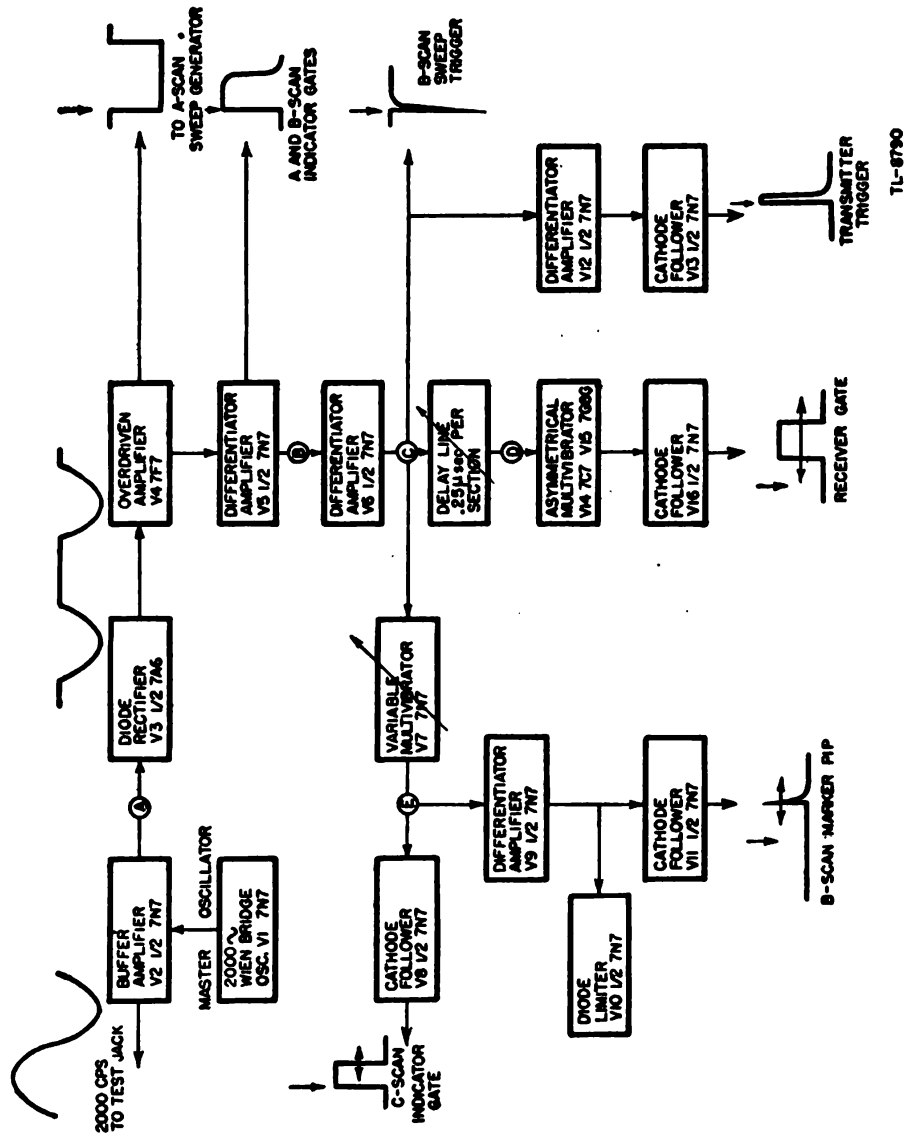 2000 CPS
TO TEST JACK
BUFFER
AMPLIFIER
V2 1/2 7N7
MASTER OSCILLATOR
2000~
WIEN BRIDGE
OSC. V1 7N7
A
DIODE
RECTIFIER
V3 1/2 7A6
OVERDRIVEN
AMPLIFIER
V4 7F7
TO A-SCAN
SWEEP GENERATOR
DIFFERENTIATOR
AMPLIFIER
V5 1/2 7N7
A AND B-SCAN
INDICATOR GATES
B
DIFFERENTIATOR
AMPLIFIER
V6 1/2 7N7
C
B-SCAN
SWEEP
TRIGGER
VARIABLE
MULTIVIBRATOR
V7 7N7
E
CATHODE
FOLLOWER
V8 1/2 7N7
C-SCAN
INDICATOR
GATE
DELAY LINE
.25μsec PER
SECTION
D
DIFFERENTIATOR
AMPLIFIER
V9 1/2 7N7
DIODE
LIMITER
V10 1/2 7N7
CATHODE
FOLLOWER
V11 1/2 7N7
B-SCAN MARKER PIP
ASYMMETRICAL
MULTIVIBRATOR
V14 7C7 V15 7G8G
CATHODE
FOLLOWER
V16 1/2 7N7
RECEIVER GATE
DIFFERENTIATOR
AMPLIFIER
V12 1/2 7N7
CATHODE
FOLLOWER
V13 1/2 7N7
TRANSMITTER
TRIGGER
TL-8790